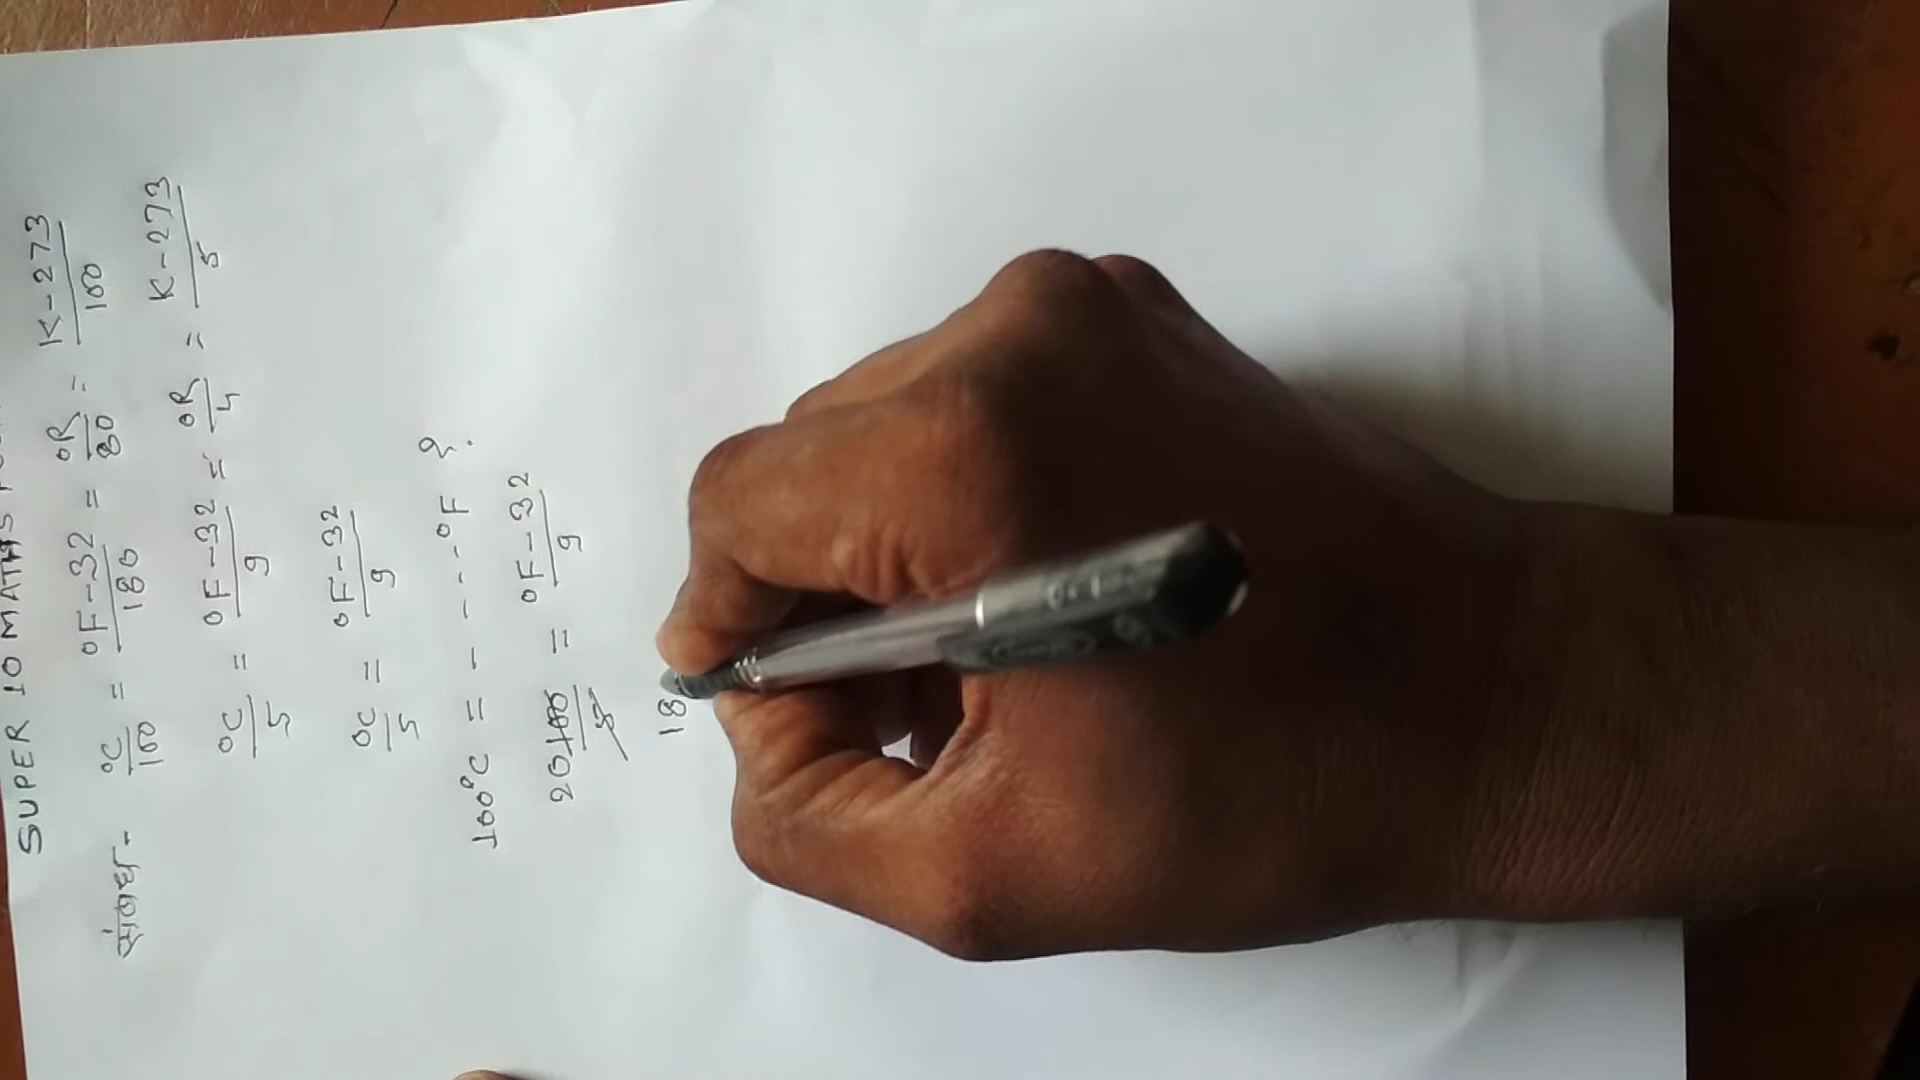 SUPER 10 MATHS
संबंध- °C/100 = °F-32/180 = °R/80 = K-273/100
°C/5 = °F-32/9 = °R/4 = K-273/5
°C/5 = °F-32/9
100°C = - - - - °F ?
20 100/5 = °F-32/9
18